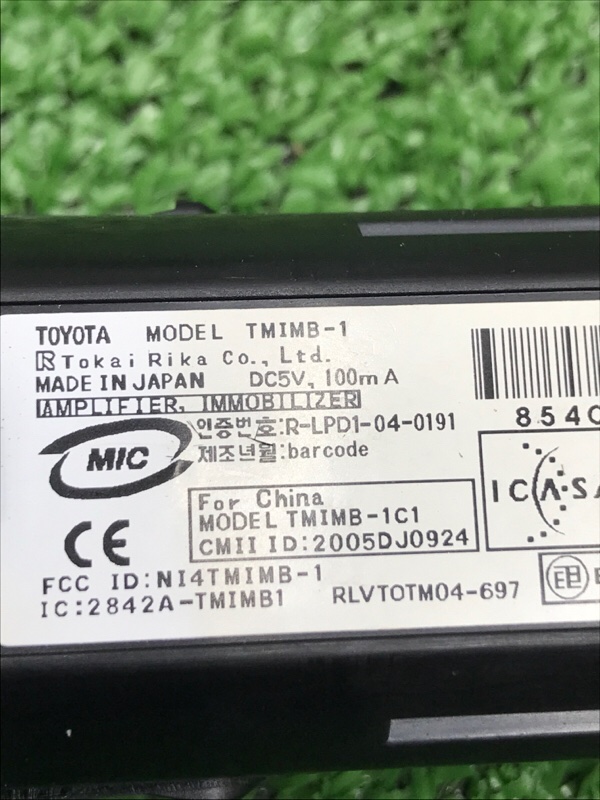 TOYOTA MODEL TMIMB-1
Tokai Rika Co., Ltd.
MADE IN JAPAN DC5V, 100mA
AMPLIFIER, IMMOBILIZER
854
MIC
인증번호:R-LPD1-04-0191
제조년월:barcode
ICASA
For China
MODEL TMIMB-1C1
CMII ID:2005DJ0924
CE
FCC ID:NI4TMIMB-1
IC:2842A-TMIMB1 RLVTOTM04-697